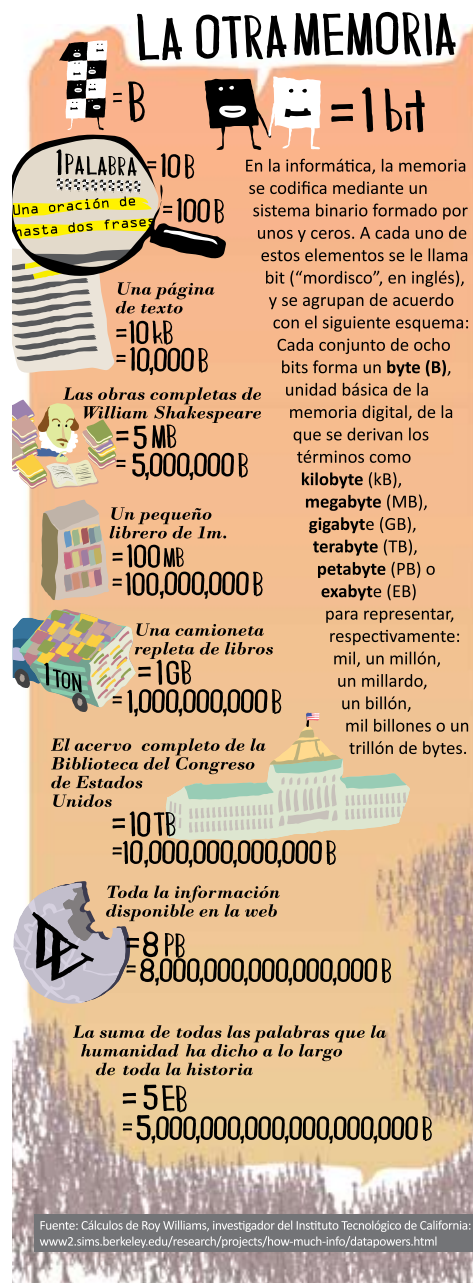 LA OTRA MEMORIA
= B
= 1 bit
1 PALABRA = 10 B
Una oración de
hasta dos frases
= 100 B
En la informática, la memoria
se codifica mediante un
sistema binario formado por
unos y ceros. A cada uno de
estos elementos se le llama
bit (“mordisco”, en inglés),
y se agrupan de acuerdo
con el siguiente esquema:
Cada conjunto de ocho
bits forma un byte (B),
unidad básica de la
memoria digital, de la
que se derivan los
términos como
kilobyte (kB),
megabyte (MB),
gigabyte (GB),
terabyte (TB),
petabyte (PB) o
exabyte (EB)
para representar,
respectivamente:
mil, un millón,
un millardo,
un billón,
mil billones o un
trillón de bytes.
Una página
de texto
= 10 kB
= 10,000 B
Las obras completas de
William Shakespeare
= 5 MB
= 5,000,000 B
Un pequeño
librero de 1m.
= 100 MB
= 100,000,000 B
Una camioneta
repleta de libros
1 TON
= 1 GB
= 1,000,000,000 B
El acervo completo de la
Biblioteca del Congreso
de Estados
Unidos
= 10 TB
= 10,000,000,000,000 B
Toda la información
disponible en la web
= 8 PB
= 8,000,000,000,000,000 B
La suma de todas las palabras que la
humanidad ha dicho a lo largo
de toda la historia
= 5 EB
= 5,000,000,000,000,000,000 B
Fuente: Cálculos de Roy Williams, investigador del Instituto Tecnológico de California:
www2.sims.berkeley.edu/research/projects/how-much-info/datapowers.html